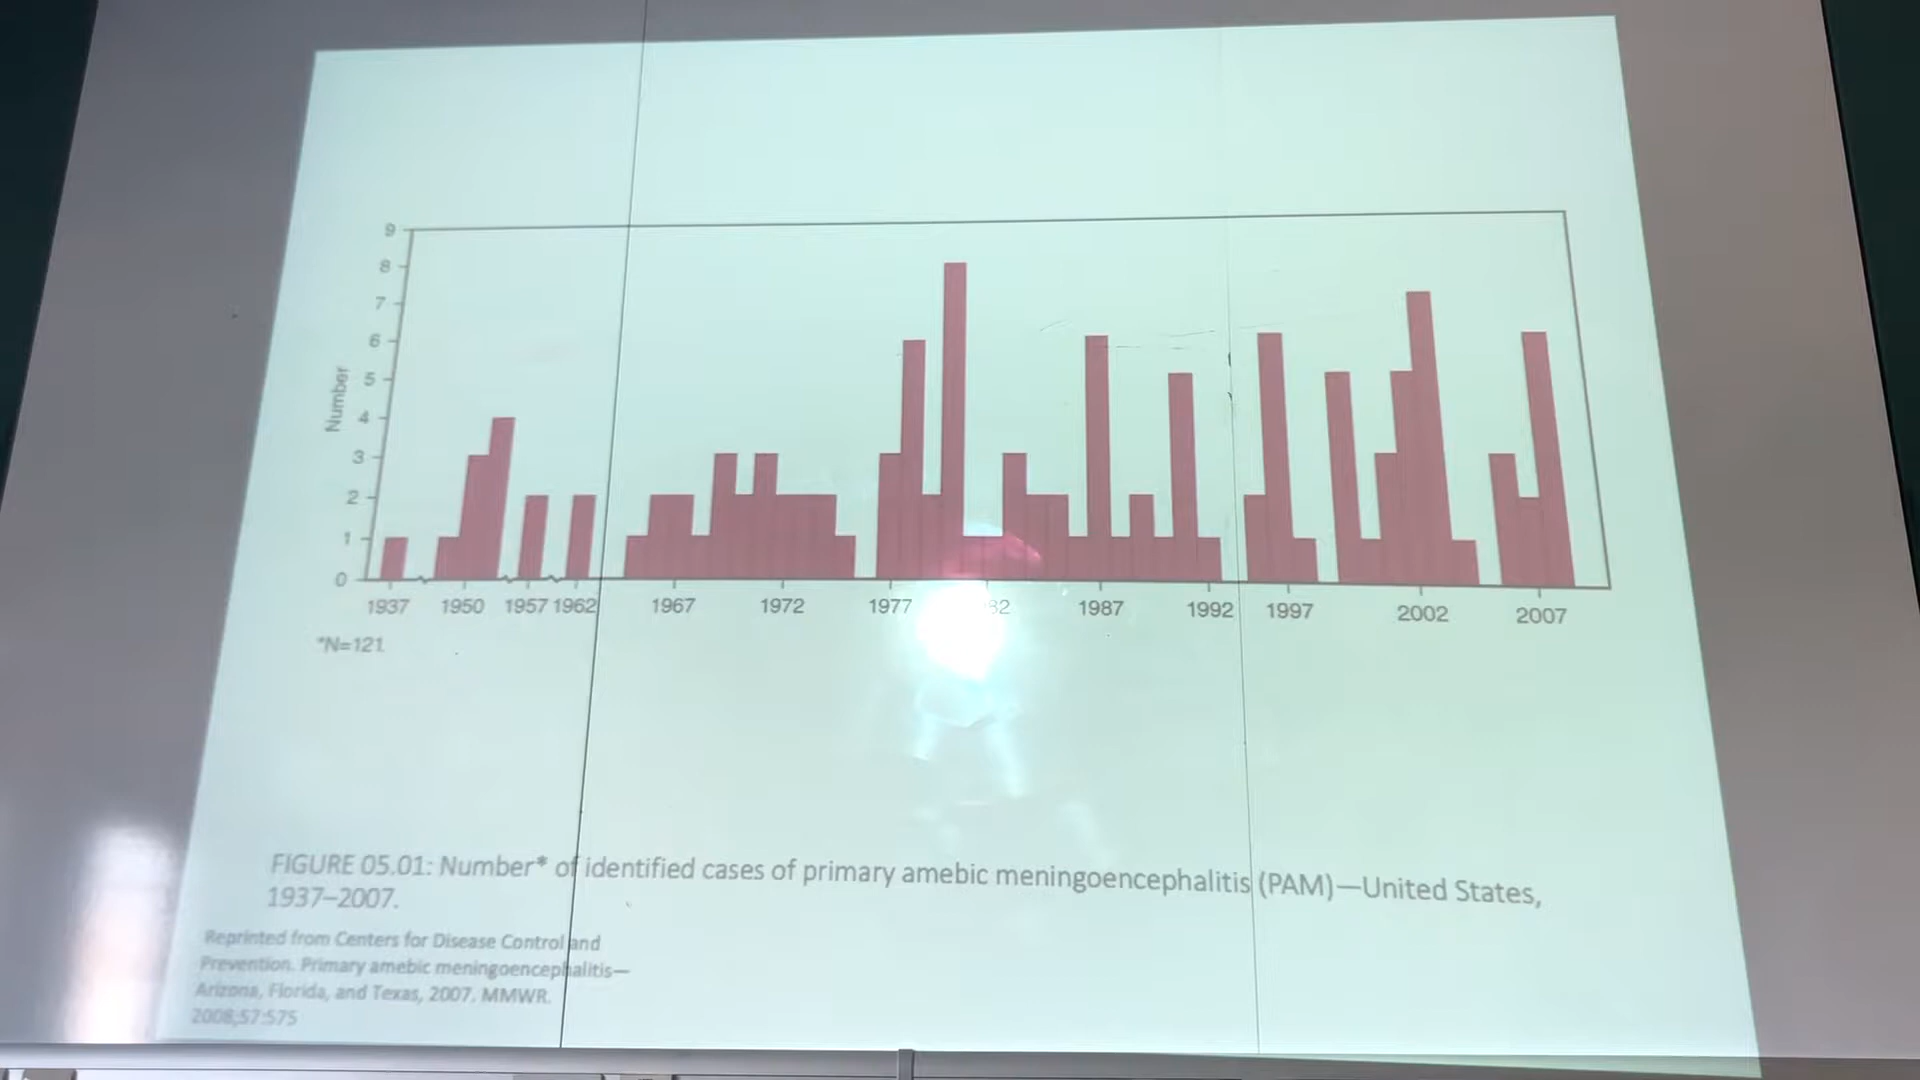 9
8
7
6
5
4
3
2
1
0
Number
1937 1950 1957 1962 1967 1972 1977 82 1987 1992 1997 2002 2007
*N=121
FIGURE 05.01: Number* of identified cases of primary amebic meningoencephalitis (PAM)—United States,
1937–2007.
Reprinted from Centers for Disease Control and
Prevention. Primary amebic meningoencephalitis—
Arizona, Florida, and Texas, 2007. MMWR.
2008;57:575